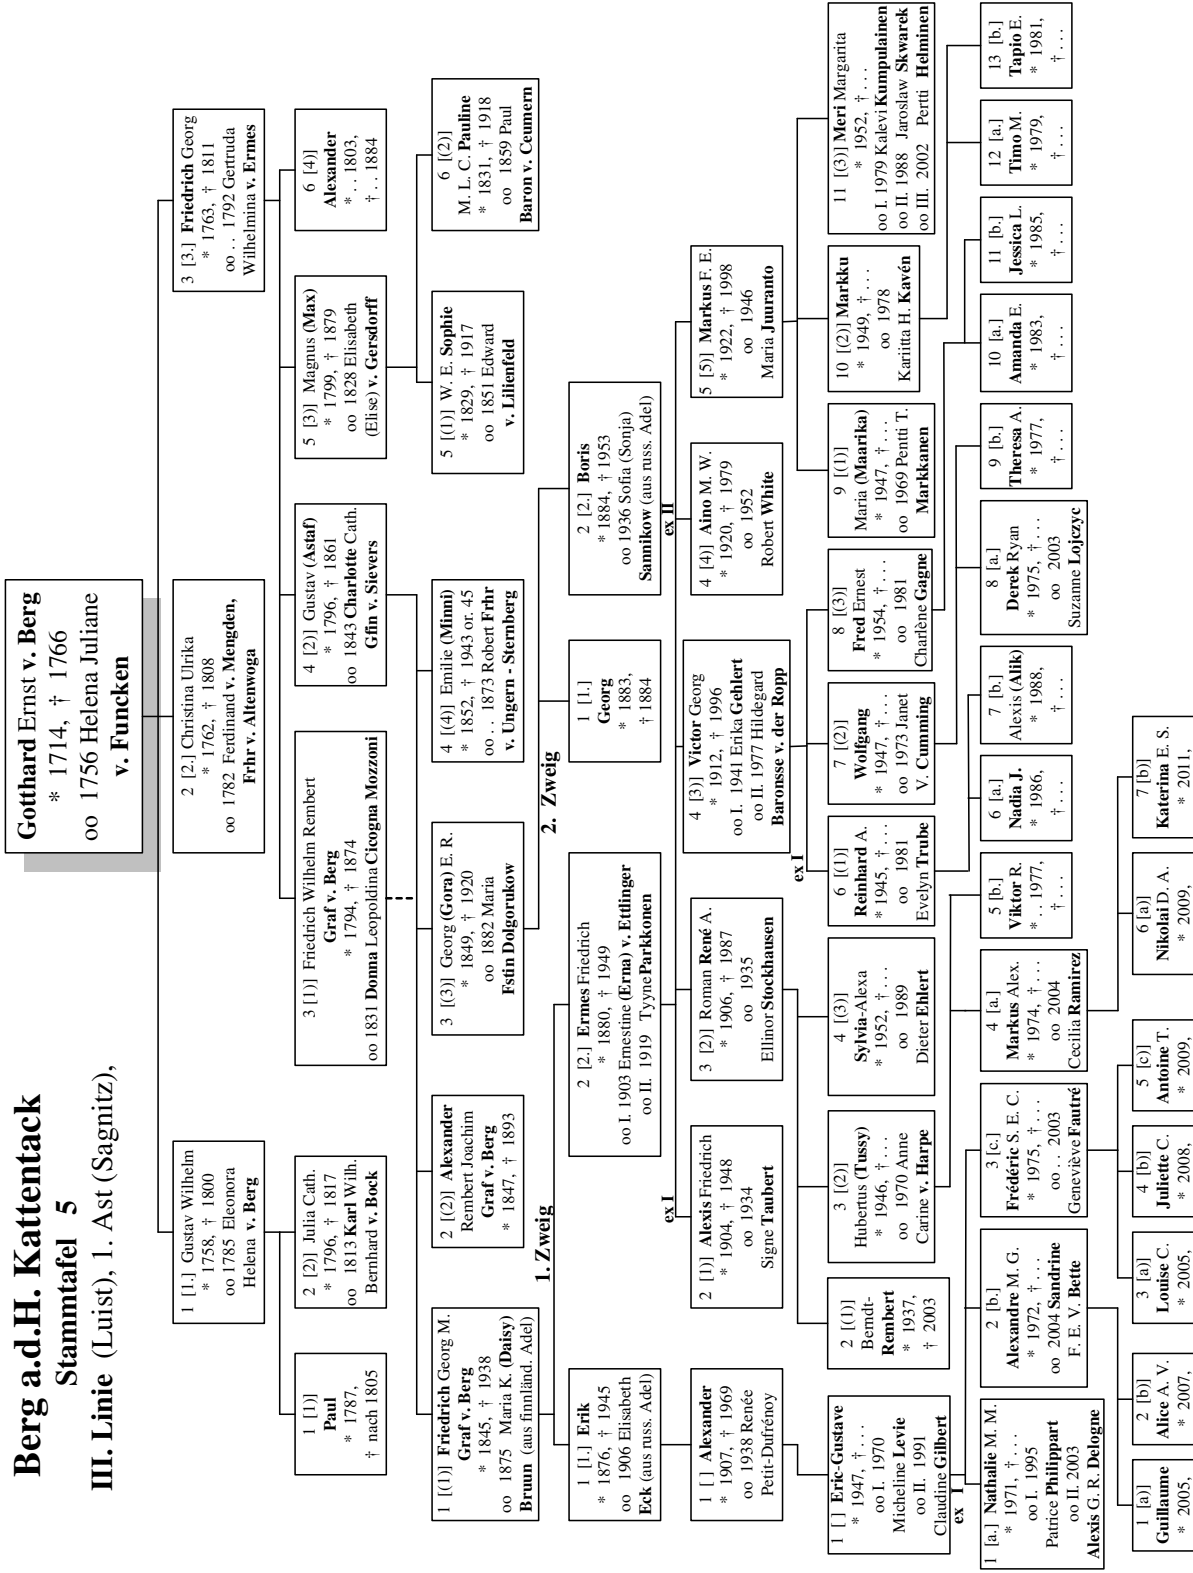 Berg a.d.H. Kattentack
Stammtafel 5
III. Linie (Luist), 1. Ast (Sagnitz),
Gotthard Ernst v. Berg
* 1714, † 1766
oo 1756 Helena Juliane
v. Funcken
1 [1.] Gustav Wilhelm
* 1758, † 1800
oo 1785 Eleonora
Helena v. Berg
2 [2.] Christina Ulrika
* 1762, † 1808
oo 1782 Ferdinand v. Mengden,
Frhr v. Altenwoga
3 [3.] Friedrich Georg
* 1763, † 1811
oo . . 1792 Gertruda
Wilhelmina v. Ermes
1 [1)]
Paul
* 1787,
† nach 1805
2 [2)] Julia Cath.
* 1796, † 1817
oo 1813 Karl Wilh.
Bernhard v. Bock
3 [1)] Friedrich Wilhelm Rembert
Graf v. Berg
* 1794, † 1874
oo 1831 Donna Leopoldina Cicogna Mozzoni
4 [2)] Gustav (Astaf)
* 1796, † 1861
oo 1843 Charlotte Cath.
Gfin v. Sievers
5 [3)] Magnus (Max)
* 1799, † 1879
oo 1828 Elisabeth
(Elise) v. Gersdorff
6 [4)]
Alexander
* . . 1803,
† . . 1884
1 [(1)] Friedrich Georg M.
Graf v. Berg
* 1845, † 1938
oo 1875 Maria K. (Daisy)
Bruun (aus finnländ. Adel)
2 [(2)] Alexander
Rembert Joachim
Graf v. Berg
* 1847, † 1893
3 [(3)] Georg (Gora) E. R.
* 1849, † 1920
oo 1882 Maria
Fstin Dolgorukow
4 [(4)] Emilie (Minni)
* 1852, † 1943 or. 45
oo . . 1873 Robert Frhr
v. Ungern - Sternberg
5 [(1)] W. E. Sophie
* 1829, † 1917
oo 1851 Edward
v. Lilienfeld
6 [(2)]
M. L. C. Pauline
* 1831, † 1918
oo 1859 Paul
Baron v. Ceumern
1. Zweig
2. Zweig
1 [1.] Erik
* 1876, † 1945
oo 1906 Elisabeth
Eck (aus russ. Adel)
2 [2.] Ermes Friedrich
* 1880, † 1949
oo I. 1903 Ernestine (Erna) v. Ettlinger
oo II. 1919 Tyyne Parkkonen
1 [1.]
Georg
* 1883,
† 1884
2 [2.] Boris
* 1884, † 1953
oo 1936 Sofia (Sonja)
Sannikow (aus russ. Adel)
ex I
ex II
1 [ ] Alexander
* 1907, † 1969
oo 1938 Renée
Petit-Dufrénoy
2 [1)] Alexis Friedrich
* 1904, † 1948
oo 1934
Signe Taubert
3 [2)] Roman René A.
* 1906, † 1987
oo 1935
Ellinor Stockhausen
4 [3)] Victor Georg
* 1912, † 1996
oo I. 1941 Erika Gehlert
oo II. 1977 Hildegard
Baronsse v. der Ropp
4 [4)] Aino M. W.
* 1920, † 1979
oo 1952
Robert White
5 [5)] Markus F. E.
* 1922, † 1998
oo 1946
Maria Juuranto
ex I
1 [ ] Eric-Gustave
* 1947, † . . .
oo I. 1970
Micheline Levie
oo II. 1991
Claudine Gilbert
2 [(1)]
Berndt-
Rembert
* 1937,
† 2003
3 [(2)]
Hubertus (Tussy)
* 1946, † . . .
oo 1970 Anne
Carine v. Harpe
4 [(3)]
Sylvia-Alexa
* 1952, † . . .
oo 1989
Dieter Ehlert
6 [(1)]
Reinhard A.
* 1945, † . . .
oo 1981
Evelyn Trube
7 [(2)]
Wolfgang
* 1947, † . . .
oo 1973 Janet
V. Cumming
8 [(3)]
Fred Ernest
* 1954, † . . .
oo 1981
Charlène Gagne
9 [(1)]
Maria (Maarika)
* 1947, † . . .
oo 1969 Pentti T.
Markkanen
10 [(2)] Markku
* 1949, † . . .
oo 1978
Kariitta H. Kavén
11 [(3)] Meri Margarita
* 1952, † . . .
oo I. 1979 Kalevi Kumpulainen
oo II. 1988 Jaroslaw Skwarek
oo III. 2002 Pertti Helminen
ex I
1 [a.] Nathalie M. M.
* 1971, † . . .
oo I. 1995
Patrice Philippart
oo II. 2003
Alexis G. R. Delogne
2 [b.]
Alexandre M. G.
* 1972, † . . .
oo 2004 Sandrine
F. E. V. Bette
3 [c.]
Frédéric S. E. C.
* 1975, † . . .
oo . . 2003
Geneviève Fautré
4 [a.]
Markus Alex.
* 1974, † . . .
oo 2004
Cecilia Ramirez
5 [b.]
Viktor R.
* . . 1977,
† . . .
6 [a.]
Nadia J.
* 1986,
† . . .
7 [b.]
Alexis (Alik)
* 1988,
† . . .
8 [a.]
Derek Ryan
* 1975, † . . .
oo 2003
Suzanne Lojczyc
9 [b.]
Theresa A.
* 1977,
† . . .
10 [a.]
Amanda E.
* 1983,
† . . .
11 [b.]
Jessica L.
* 1985,
† . . .
12 [a.]
Timo M.
* 1979,
† . . .
13 [b.]
Tapio E.
* 1981,
† . . .
1 [a)]
Guillaume
* 2005,
2 [b)]
Alice A. V.
* 2007,
3 [a)]
Louise C.
* 2005,
4 [b)]
Juliette C.
* 2008,
5 [c)]
Antoine T.
* 2009,
6 [a)]
Nikolai D. A.
* 2009,
7 [b)]
Katerina E. S.
* 2011,